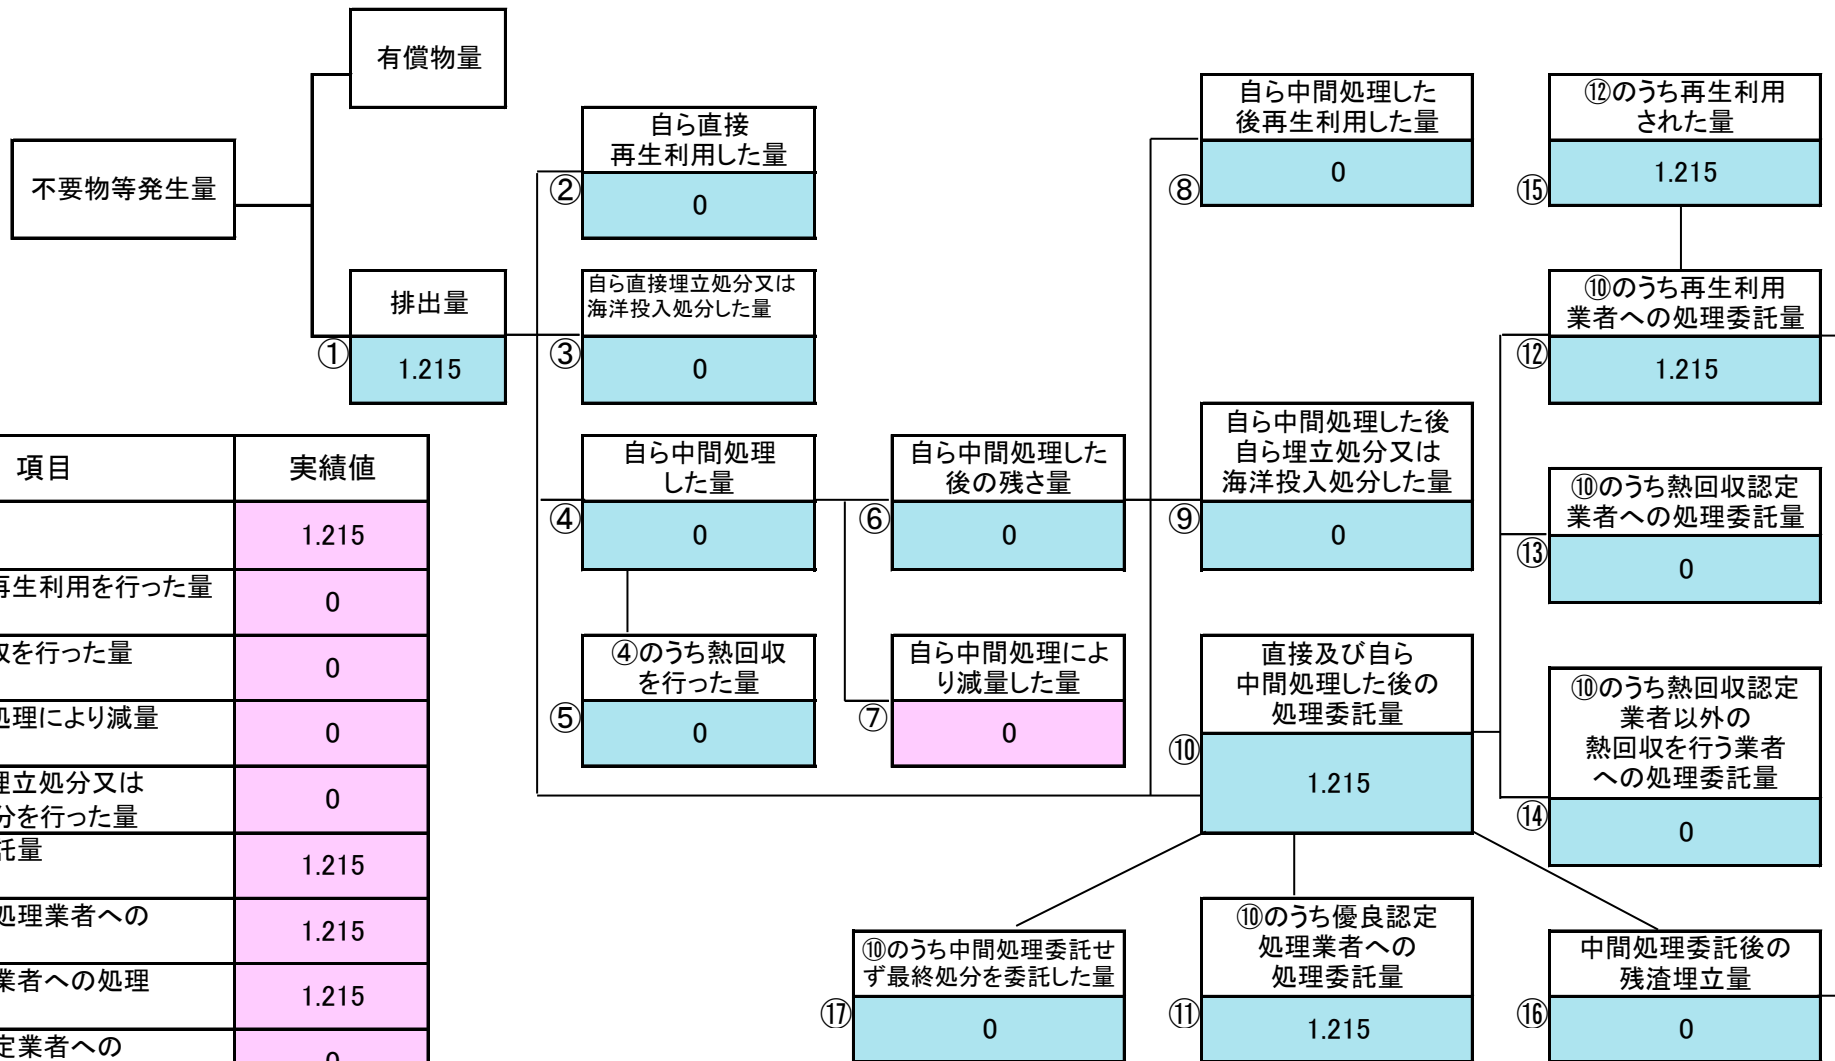 有償物量
不要物等発生量
排出量
①
1.215
自ら直接
再生利用した量
②
0
自ら直接埋立処分又は
海洋投入処分した量
③
0
自ら中間処理
した量
④
0
④のうち熱回収
を行った量
⑤
0
自ら中間処理した
後の残さ量
⑥
0
自ら中間処理によ
り減量した量
⑦
0
自ら中間処理した
後再生利用した量
⑧
0
自ら中間処理した後
自ら埋立処分又は
海洋投入処分した量
⑨
0
直接及び自ら
中間処理した後の
処理委託量
⑩
1.215
⑩のうち優良認定
処理業者への
処理委託量
⑪
1.215
⑫のうち再生利用
された量
⑮
1.215
⑩のうち再生利用
業者への処理委託量
⑫
1.215
⑩のうち熱回収認定
業者への処理委託量
⑬
0
⑩のうち熱回収認定
業者以外の
熱回収を行う業者
への処理委託量
⑭
0
⑩のうち中間処理委託せ
ず最終処分を委託した量
⑰
0
中間処理委託後の
残渣埋立量
⑯
0
項目 実績値
1.215
再生利用を行った量 0
収を行った量 0
処理により減量 0
埋立処分又は
分を行った量 0
託量 1.215
処理業者への 1.215
業者への処理 1.215
定業者への 0